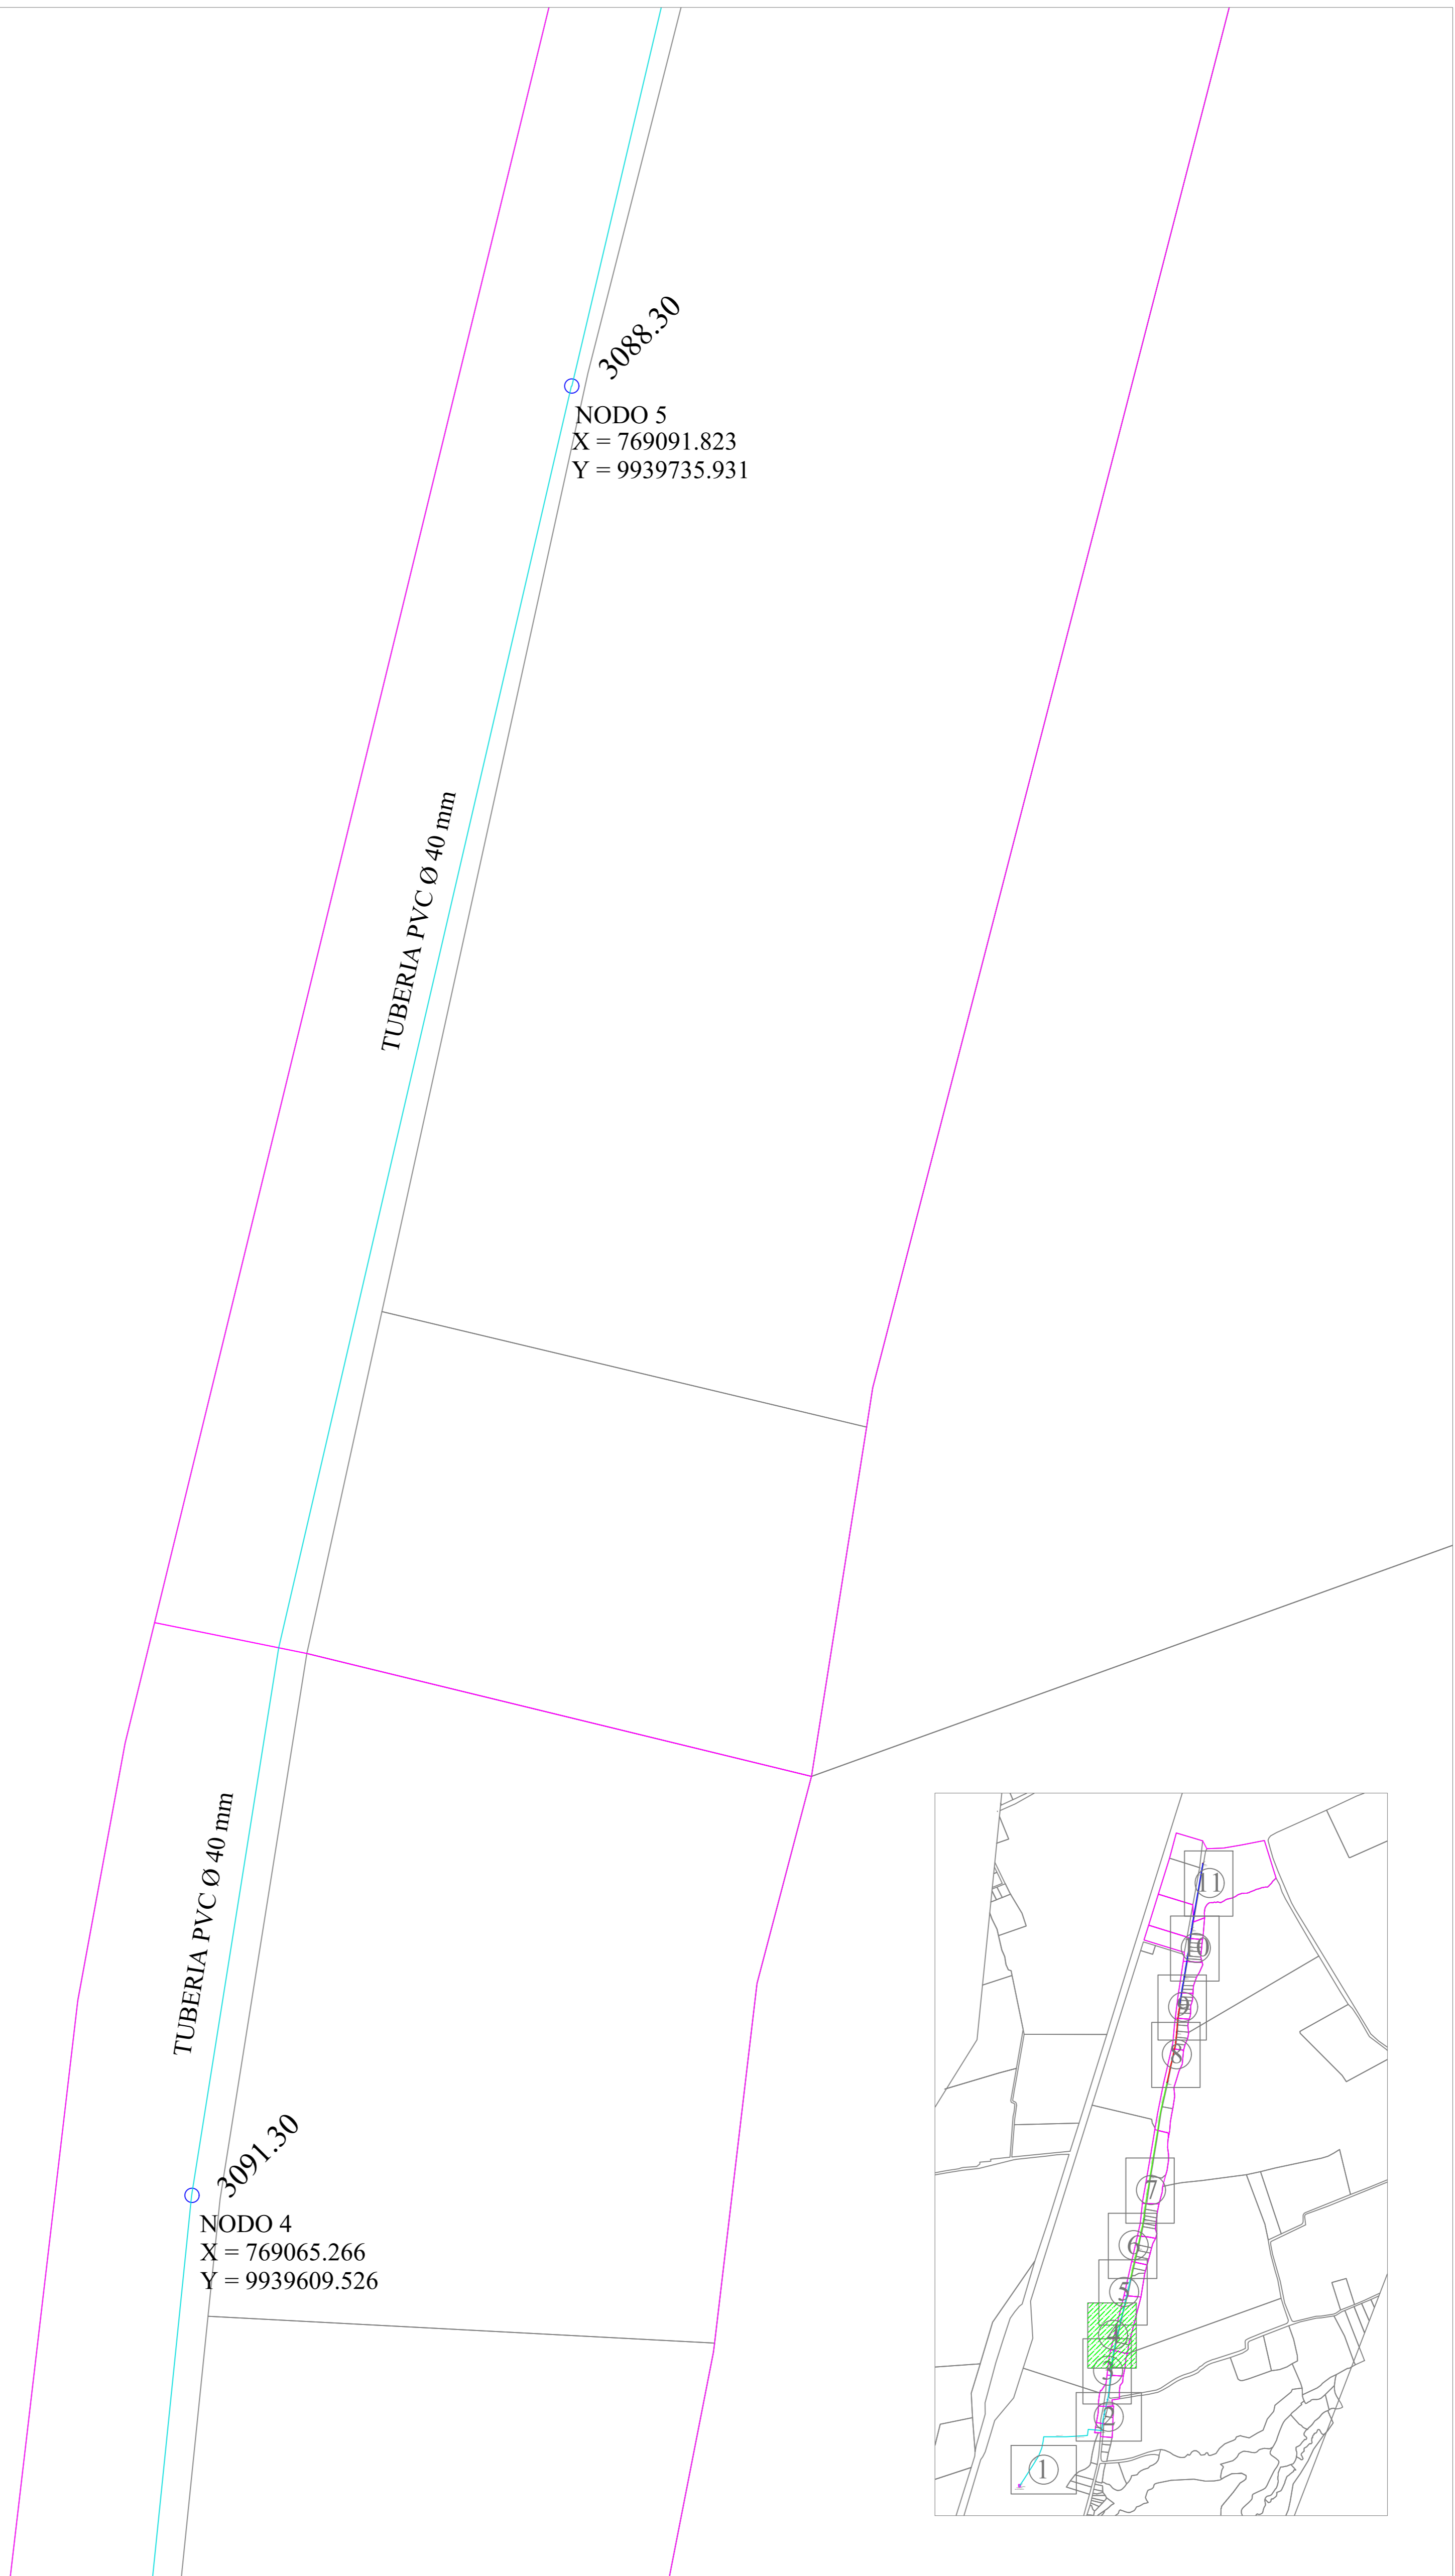 3088.30
NODO 5
X = 769091.823
Y = 9939735.931
TUBERIA PVC Ø 40 mm
TUBERIA PVC Ø 40 mm
3091.30
NODO 4
X = 769065.266
Y = 9939609.526
11
10
9
8
7
6
5
4
3
2
1